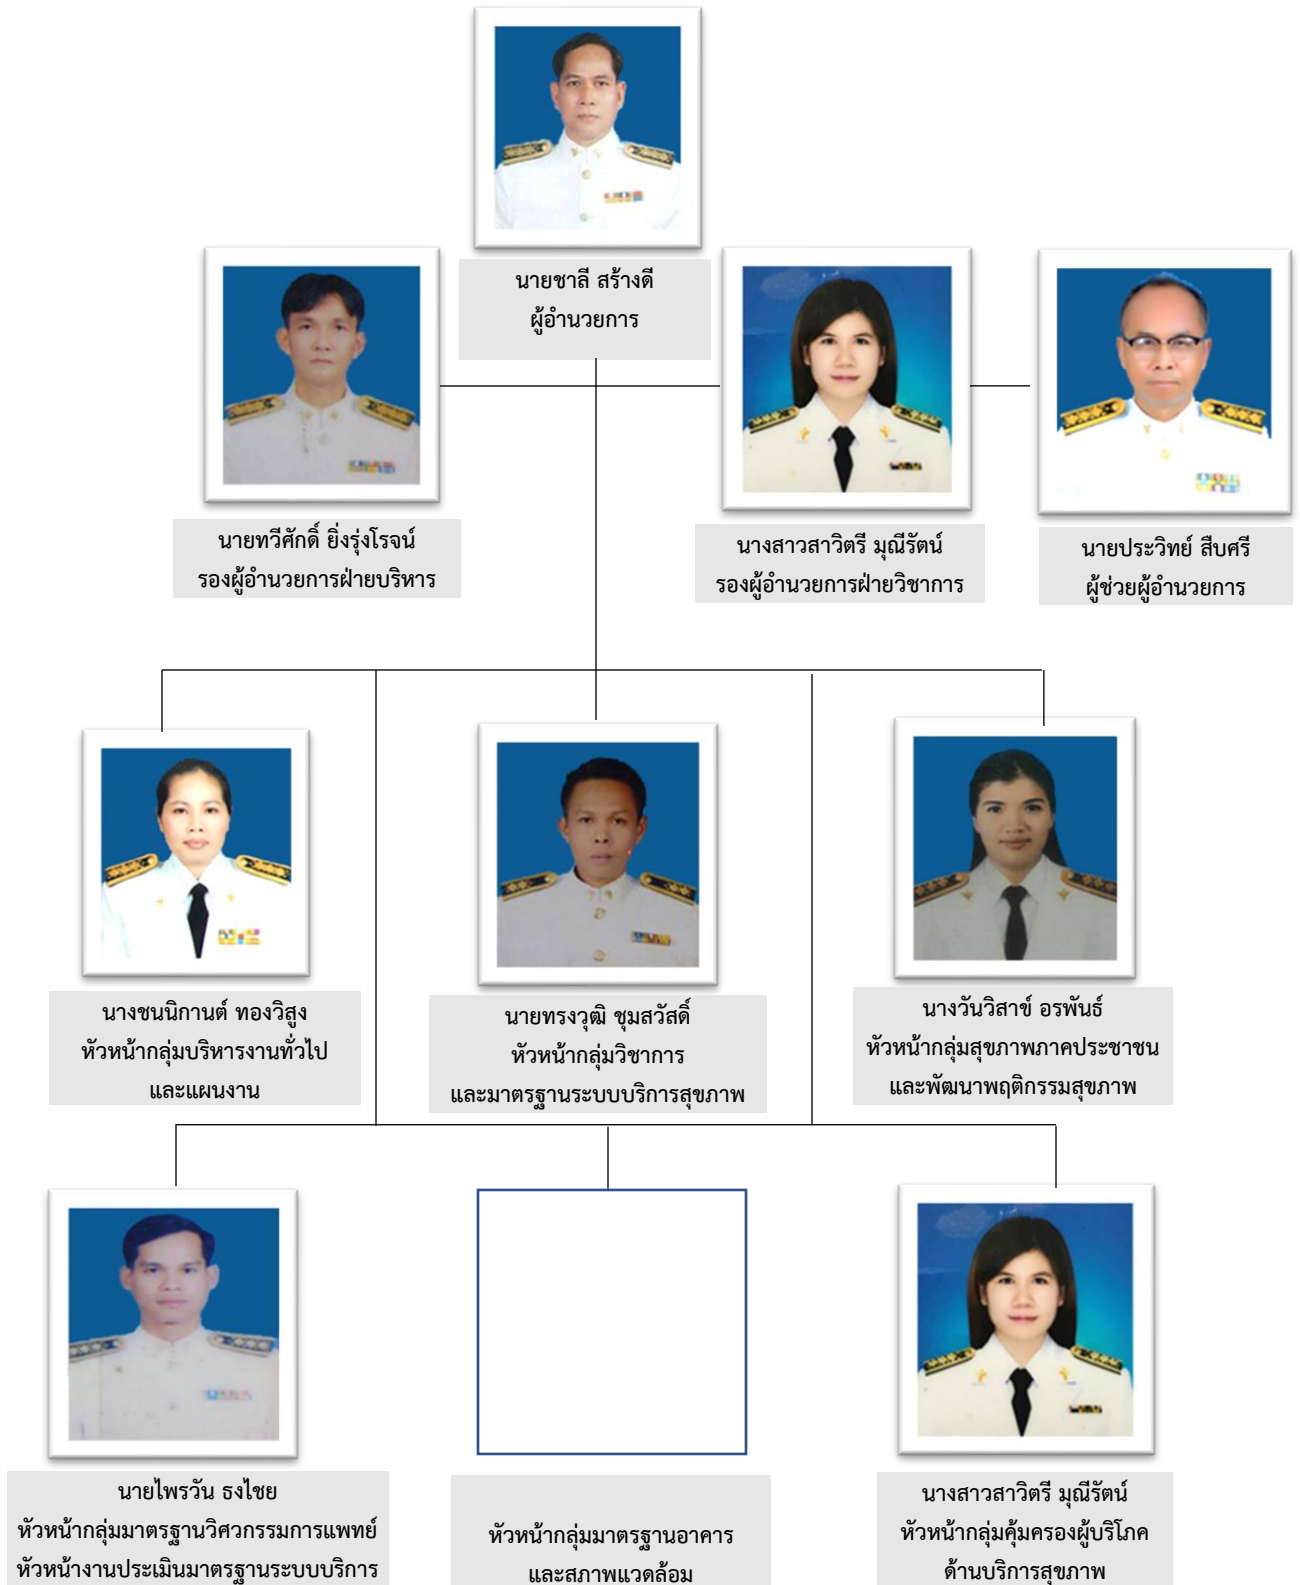 นายชาลี สร้างดี
ผู้อำนวยการ
นายทวีศักดิ์ ยิ่งรุ่งโรจน์
รองผู้อำนวยการฝ่ายบริหาร
นางสาวสาวิตรี มุณีรัตน์
รองผู้อำนวยการฝ่ายวิชาการ
นายประวิทย์ สืบศรี
ผู้ช่วยผู้อำนวยการ
นางชนนิกานต์ ทองวิสูง
หัวหน้ากลุ่มบริหารงานทั่วไป
และแผนงาน
นายทรงวุฒิ ชุมสวัสดิ์
หัวหน้ากลุ่มวิชาการ
และมาตรฐานระบบบริการสุขภาพ
นางวันวิสาข์ อรพันธ์
หัวหน้ากลุ่มสุขภาพภาคประชาชน
และพัฒนาพฤติกรรมสุขภาพ
นายไพรวัน ธงไชย
หัวหน้ากลุ่มมาตรฐานวิศวกรรมการแพทย์
หัวหน้างานประเมินมาตรฐานระบบบริการ
หัวหน้ากลุ่มมาตรฐานอาคาร
และสภาพแวดล้อม
นางสาวสาวิตรี มุณีรัตน์
หัวหน้ากลุ่มคุ้มครองผู้บริโภค
ด้านบริการสุขภาพ